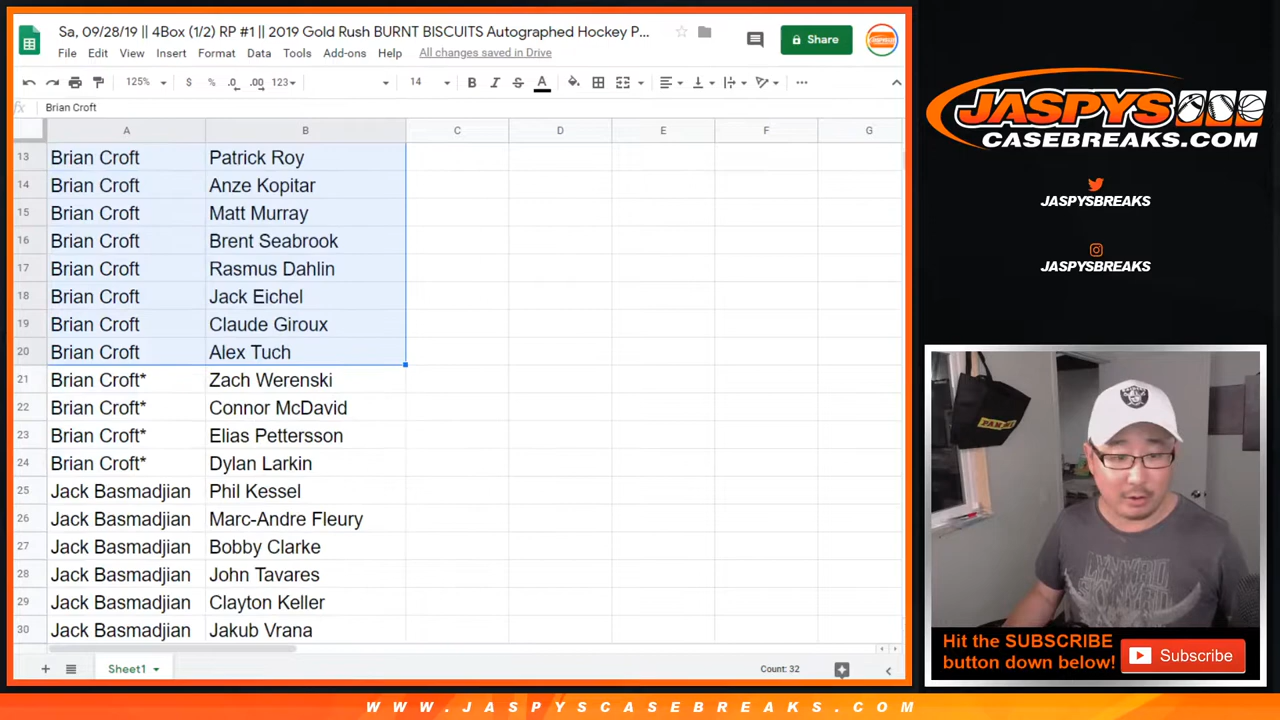 Sa, 09/28/19 || 4Box (1/2) RP #1 || 2019 Gold Rush BURNT BISCUITS Autographed Hockey P...
Share
File Edit View Insert Format Data Tools Add-ons Help All changes saved in Drive
125% $ % .0 .00 123 14 B I S A
fx Brian Croft
A B C D E F G
13 Brian Croft Patrick Roy
14 Brian Croft Anze Kopitar
15 Brian Croft Matt Murray
16 Brian Croft Brent Seabrook
17 Brian Croft Rasmus Dahlin
18 Brian Croft Jack Eichel
19 Brian Croft Claude Giroux
20 Brian Croft Alex Tuch
21 Brian Croft* Zach Werenski
22 Brian Croft* Connor McDavid
23 Brian Croft* Elias Pettersson
24 Brian Croft* Dylan Larkin
25 Jack Basmadjian Phil Kessel
26 Jack Basmadjian Marc-Andre Fleury
27 Jack Basmadjian Bobby Clarke
28 Jack Basmadjian John Tavares
29 Jack Basmadjian Clayton Keller
30 Jack Basmadjian Jakub Vrana
+ Sheet1 Count: 32
JASPYS
CASEBREAKS.COM
JASPYSBREAKS
JASPYSBREAKS
PANINI
LYNYRD
SKYNYRD
Hit the SUBSCRIBE
button down below!
Subscribe
WWW.JASPYSCASEBREAKS.COM